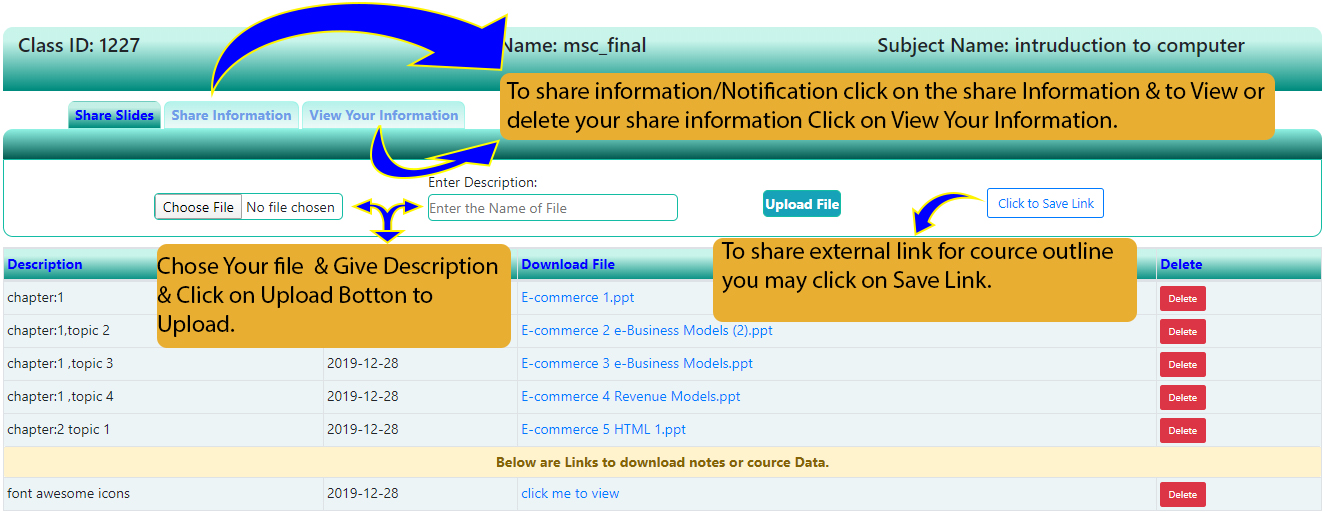 Class ID: 1227
Name: msc_final
Subject Name: intruduction to computer
To share information/Notification click on the share Information & to View or
delete your share information Click on View Your Information.
Share Slides
Share Information
View Your Information
Enter Description:
Choose File No file chosen
Enter the Name of File
Upload File
Click to Save Link
Chose Your file & Give Description
& Click on Upload Botton to
Upload.
To share external link for cource outline
you may click on Save Link.
Description Download File Delete
chapter:1 E-commerce 1.ppt Delete
chapter:1,topic 2 E-commerce 2 e-Business Models (2).ppt Delete
chapter:1 ,topic 3 2019-12-28 E-commerce 3 e-Business Models.ppt Delete
chapter:1 ,topic 4 2019-12-28 E-commerce 4 Revenue Models.ppt Delete
chapter:2 topic 1 2019-12-28 E-commerce 5 HTML 1.ppt Delete
Below are Links to download notes or cource Data.
font awesome icons 2019-12-28 click me to view Delete